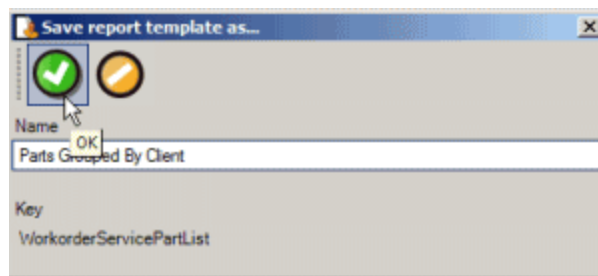 Save report template as...
Name
OK
Parts Grouped By Client
Key
WorkorderServicePartList